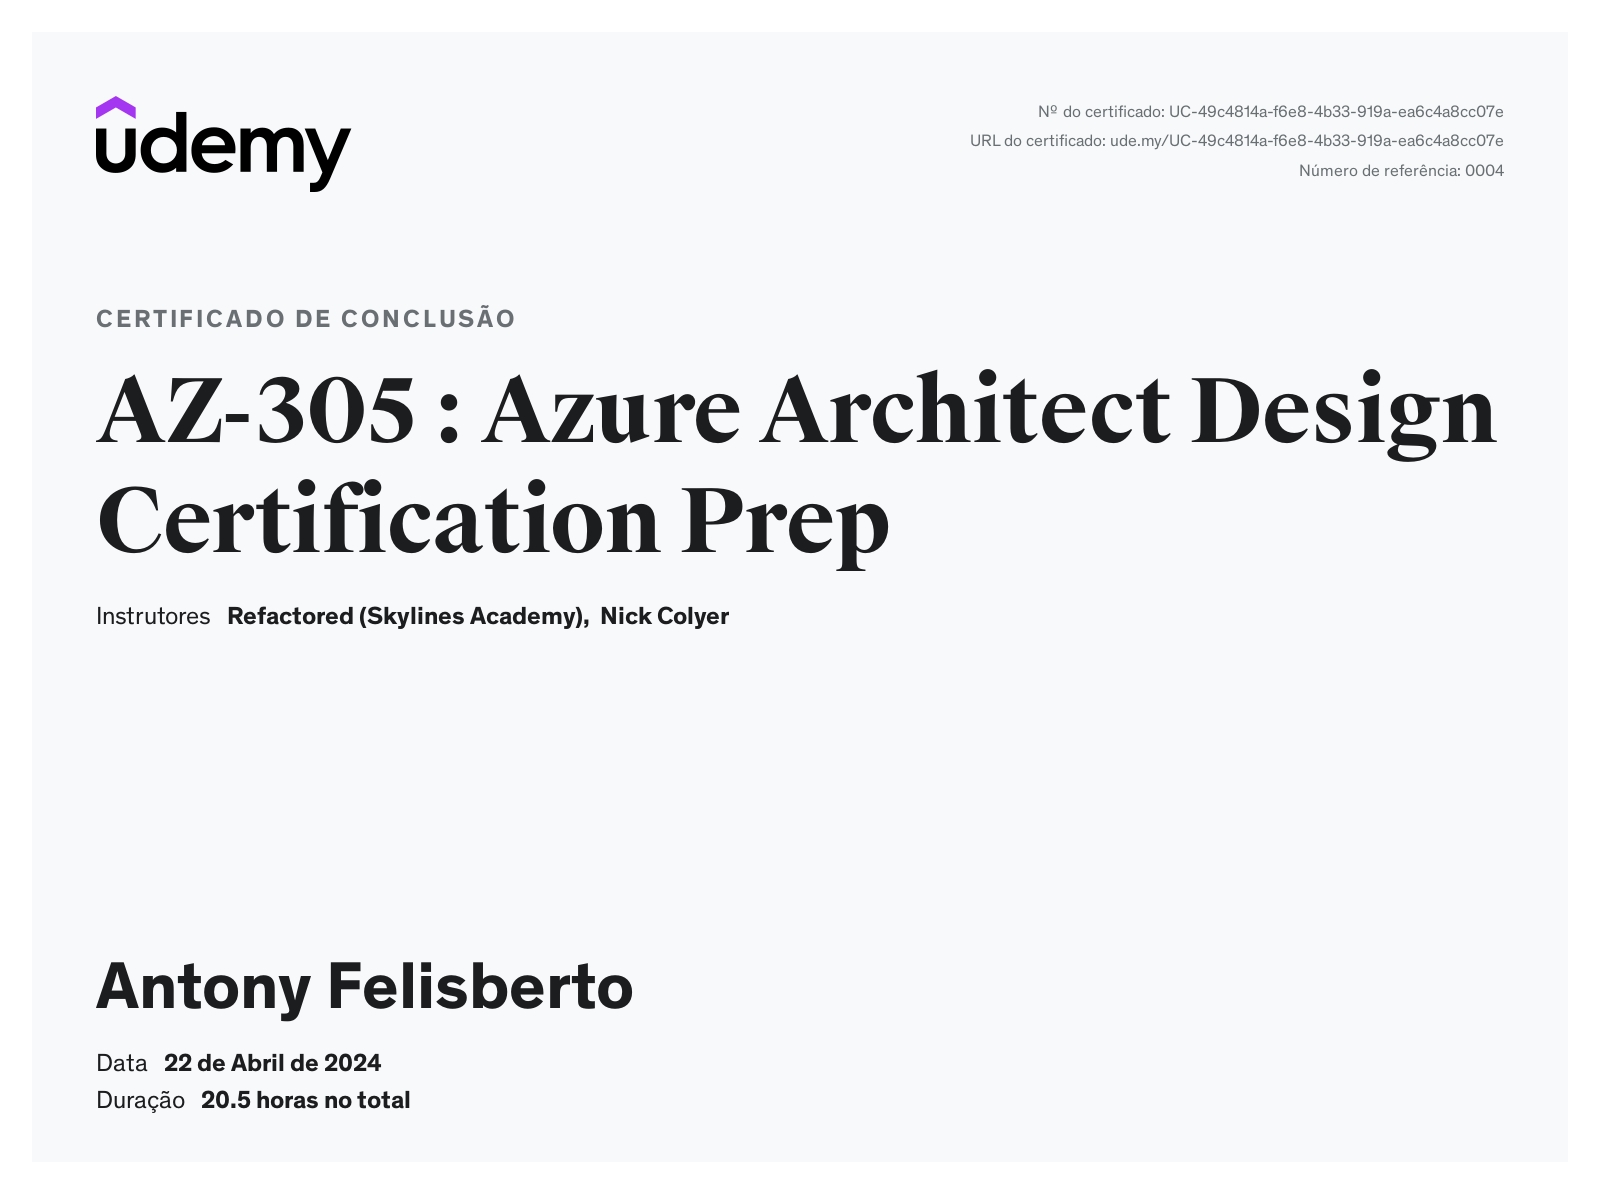 udemy
Nº do certificado: UC-49c4814a-f6e8-4b33-919a-ea6c4a8cc07e
URL do certificado: ude.my/UC-49c4814a-f6e8-4b33-919a-ea6c4a8cc07e
Número de referência: 0004
CERTIFICADO DE CONCLUSÃO
AZ-305 : Azure Architect Design
Certification Prep
Instrutores Refactored (Skylines Academy), Nick Colyer
Antony Felisberto
Data 22 de Abril de 2024
Duração 20.5 horas no total